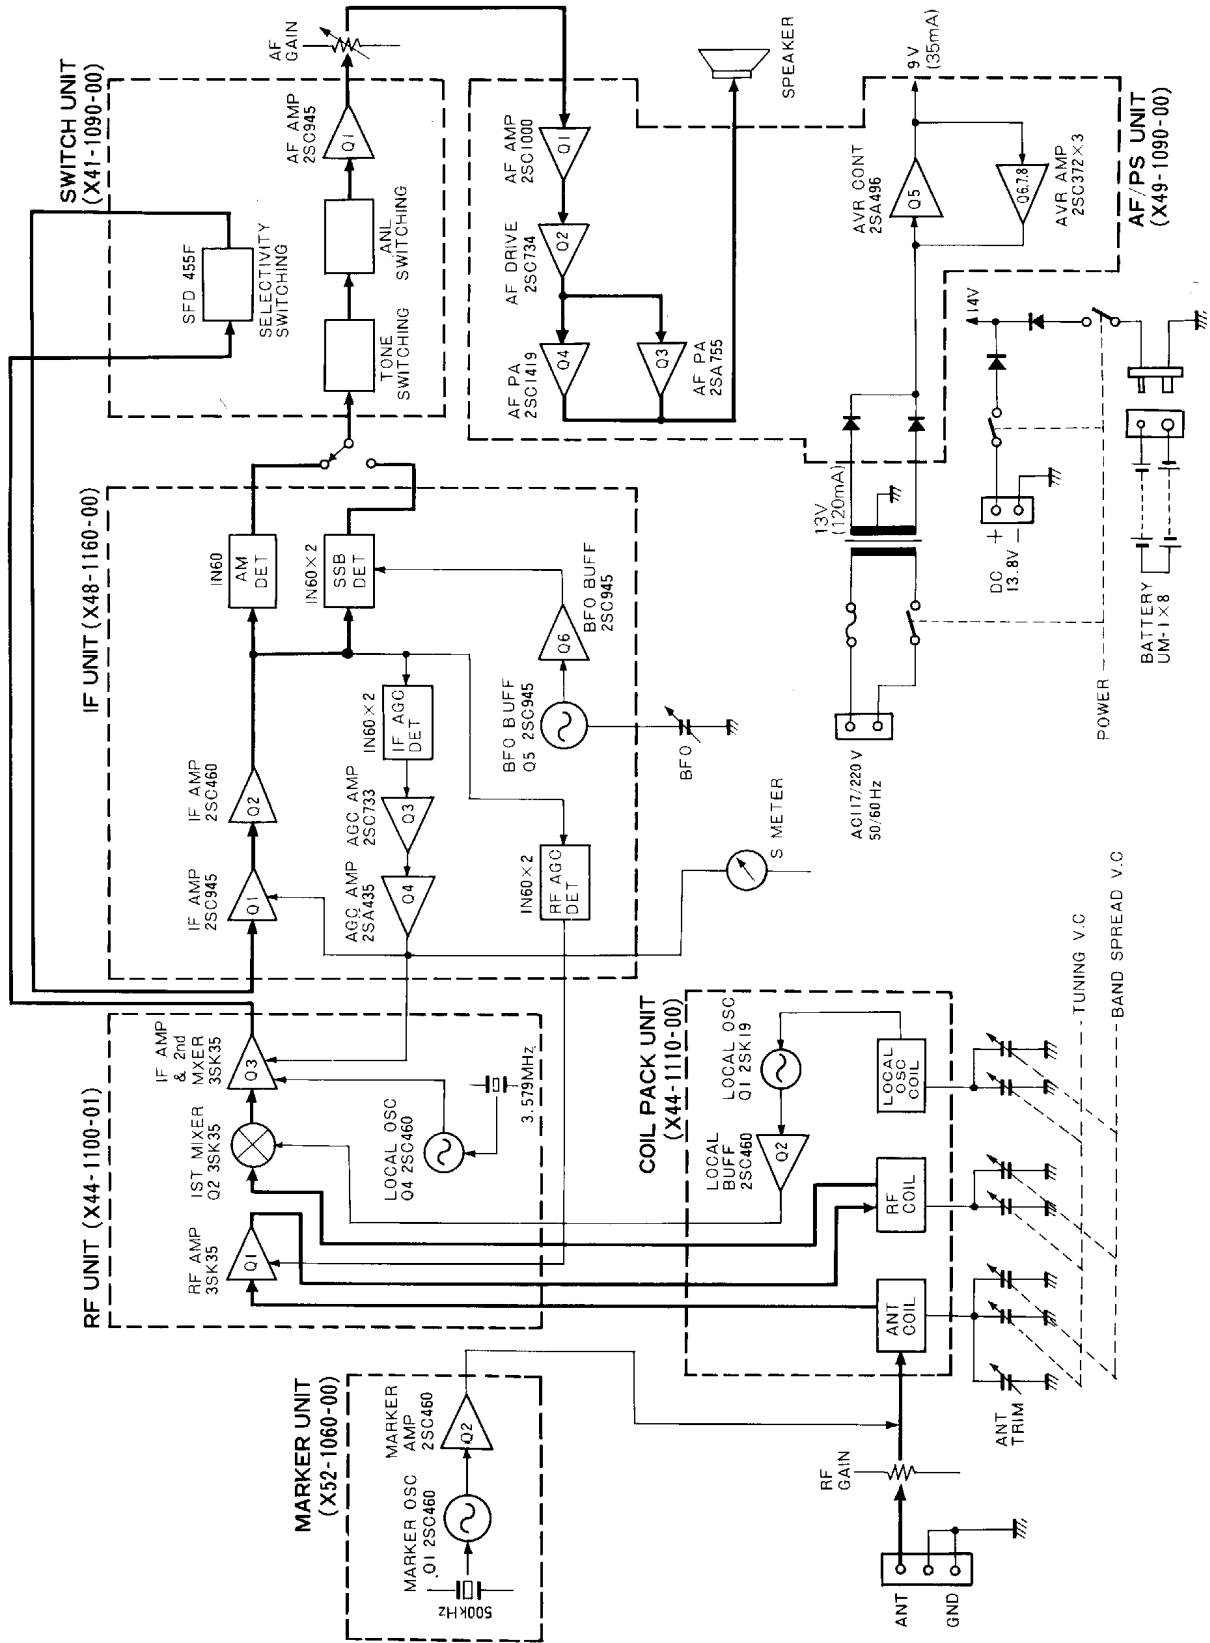 SWITCH UNIT
(X41-1090-00)
SFD 455F
SELECTIVITY
SWITCHING
TONE
SWITCHING
ANL
SWITCHING
AF AMP
2SC945
Q1
AF
GAIN
AF AMP
2SC1000
Q1
AF DRIVE
2SC734
Q2
AF PA
2SC1419
Q4
Q3
AF PA
2SA755
SPEAKER
AVR CONT
2SA496
Q5
9V
(35mA)
Q6.7.8
AVR AMP
2SC372×3
AF/PS UNIT
(X49-1090-00)
IF UNIT (X48-1160-00)
IF AMP
2SC945
Q1
IF AMP
2SC460
Q2
IN60
AM
DET
IN60×2
SSB
DET
IN60×2
IF AGC
DET
AGC AMP
2SC733
Q3
AGC AMP
2SA435
Q4
IN60×2
RF AGC
DET
BFO BUFF
Q5 2SC945
Q6
BFO BUFF
2SC945
BFO
S METER
13V
(120mA)
AC117/220V
50/60Hz
POWER
14V
+
−
DC
13.8V
BATTERY
UM-1×8
RF UNIT (X44-1100-01)
RF AMP
3SK35
Q1
IST MIXER
Q2 3SK35
IF AMP
& 2nd
MXER
3SK35
Q3
LOCAL OSC
Q4 2SC460
3.579MHz
COIL PACK UNIT
(X44-1110-00)
LOCAL
BUFF
2SC460
Q2
LOCAL OSC
Q1 2SK19
ANT
COIL
RF
COIL
LOCAL
OSC
COIL
TUNING V.C
BAND SPREAD V.C
ANT
TRIM
MARKER UNIT
(X52-1060-00)
MARKER OSC
Q1 2SC460
MARKER
AMP
2SC460
Q2
500kHz
RF
GAIN
ANT
GND